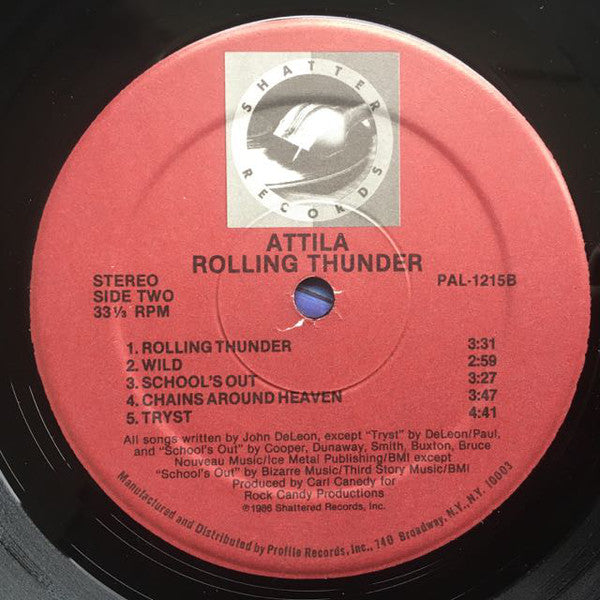 SHATTER
RECORDS
ATTILA
ROLLING THUNDER
STEREO
SIDE TWO
33⅓ RPM
PAL-1215B
1. ROLLING THUNDER 3:31
2. WILD 2:59
3. SCHOOL'S OUT 3:27
4. CHAINS AROUND HEAVEN 3:47
5. TRYST 4:41
All songs written by John DeLeon, except "Tryst" by DeLeon/Paul,
and "School's Out" by Cooper, Dunaway, Smith, Buxton, Bruce
Nouveau Music/Ice Metal Publishing/BMI except
"School's Out" by Bizarre Music/Third Story Music/BMI
Produced by Carl Canedy for
Rock Candy Productions
℗1986 Shattered Records, Inc.
Manufactured and Distributed by Profile Records, Inc., 740 Broadway, N.Y., N.Y. 10003